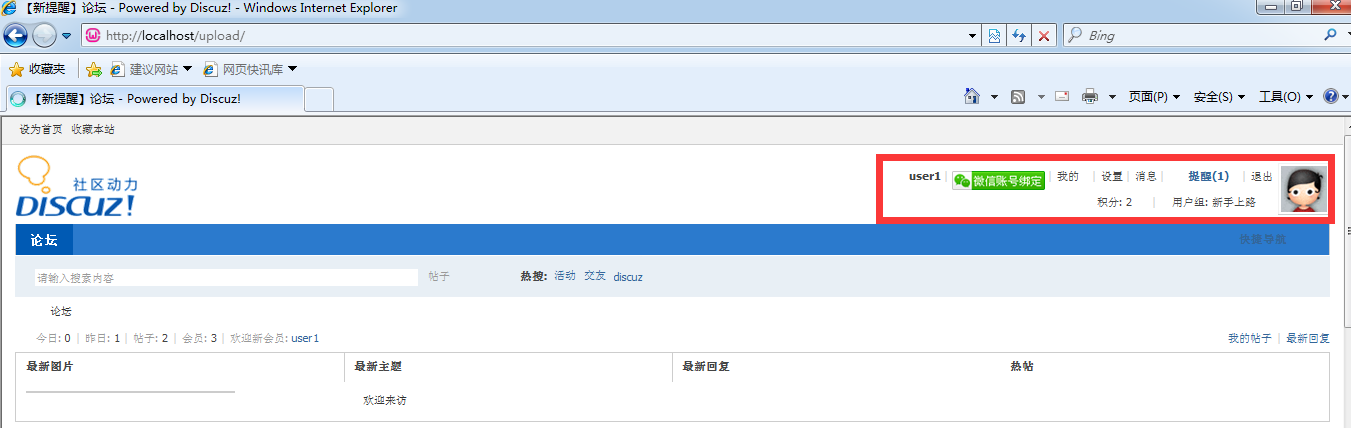 【新提醒】论坛 - Powered by Discuz! - Windows Internet Explorer
http://localhost/upload/ Bing
收藏夹 建议网站 网页快讯库
【新提醒】论坛 - Powered by Discuz! 页面(P) 安全(S) 工具(O)
设为首页 收藏本站
社区动力
DISCUZ!
user1 | 微信账号绑定 | 我的 | 设置 | 消息 | 提醒(1) | 退出
积分: 2 | 用户组: 新手上路
论坛 快捷导航
请输入搜索内容 帖子 热搜: 活动 交友 discuz
论坛
今日: 0 | 昨日: 1 | 帖子: 2 | 会员: 3 | 欢迎新会员: user1 我的帖子 | 最新回复
最新图片 最新主题 最新回复 热帖
欢迎来访